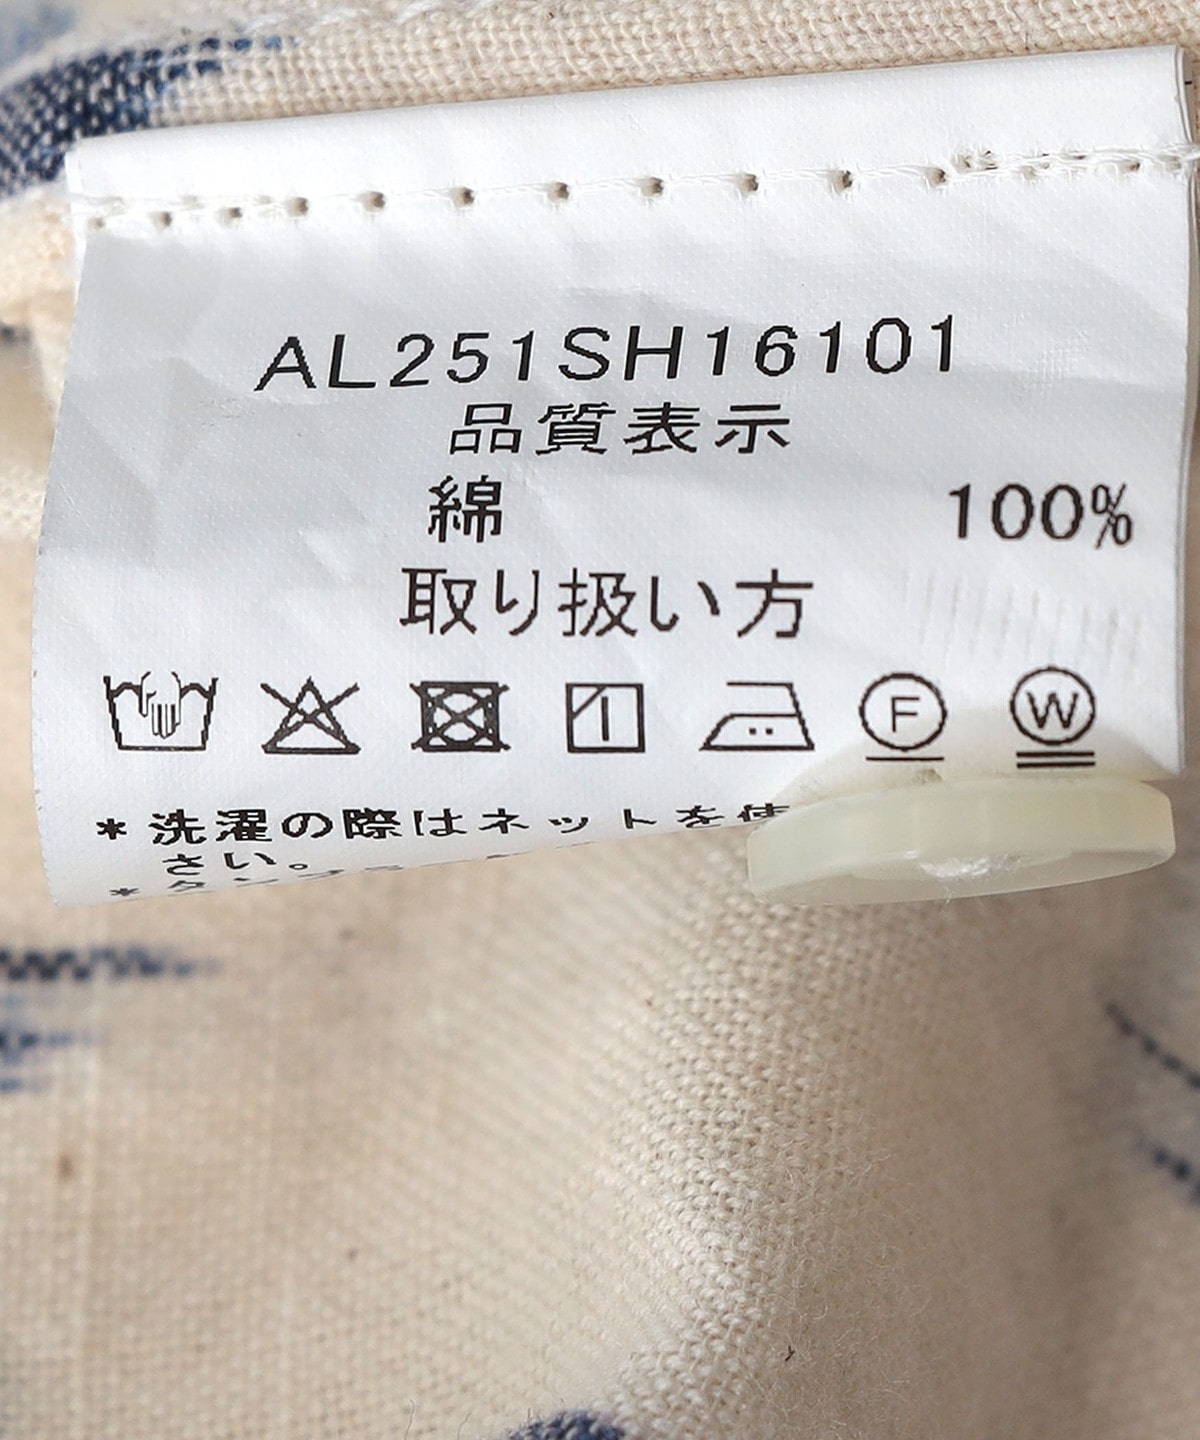 AL251SH16101
品質表示
綿 100%
取り扱い方
F W
*洗濯の際はネットを使
さい。